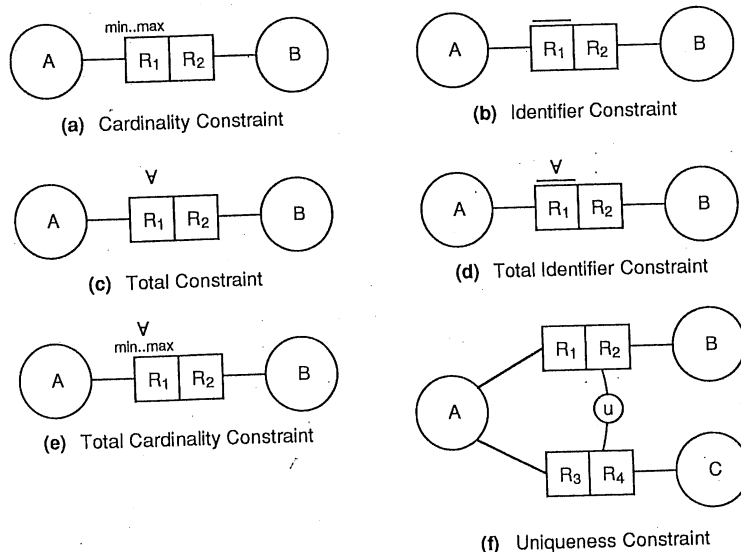 min..max
A R₁ R₂ B
(a) Cardinality Constraint
A R₁ R₂ B
(b) Identifier Constraint
∀
A R₁ R₂ B
(c) Total Constraint
∀
A R₁ R₂ B
(d) Total Identifier Constraint
∀
min..max
A R₁ R₂ B
(e) Total Cardinality Constraint
R₁ R₂ B
A u
R₃ R₄ C
(f) Uniqueness Constraint